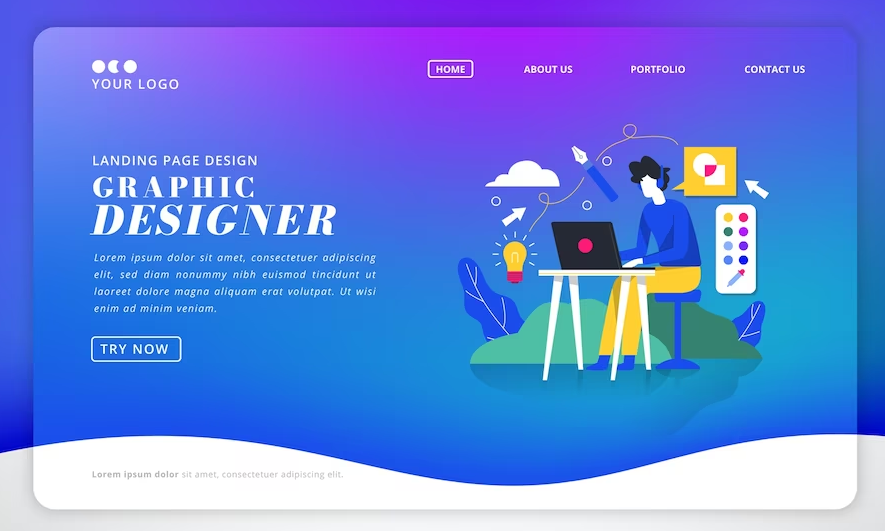 YOUR LOGO
HOME
ABOUT US
PORTFOLIO
CONTACT US
LANDING PAGE DESIGN
GRAPHIC
DESIGNER
Lorem ipsum dolor sit amet, consectetuer adipiscing
elit, sed diam nonummy nibh euismod tincidunt ut
laoreet dolore magna aliquam erat volutpat. Ut wisi
enim ad minim veniam.
TRY NOW
Lorem ipsum dolor sit amet, consectetuer adipiscing elit.